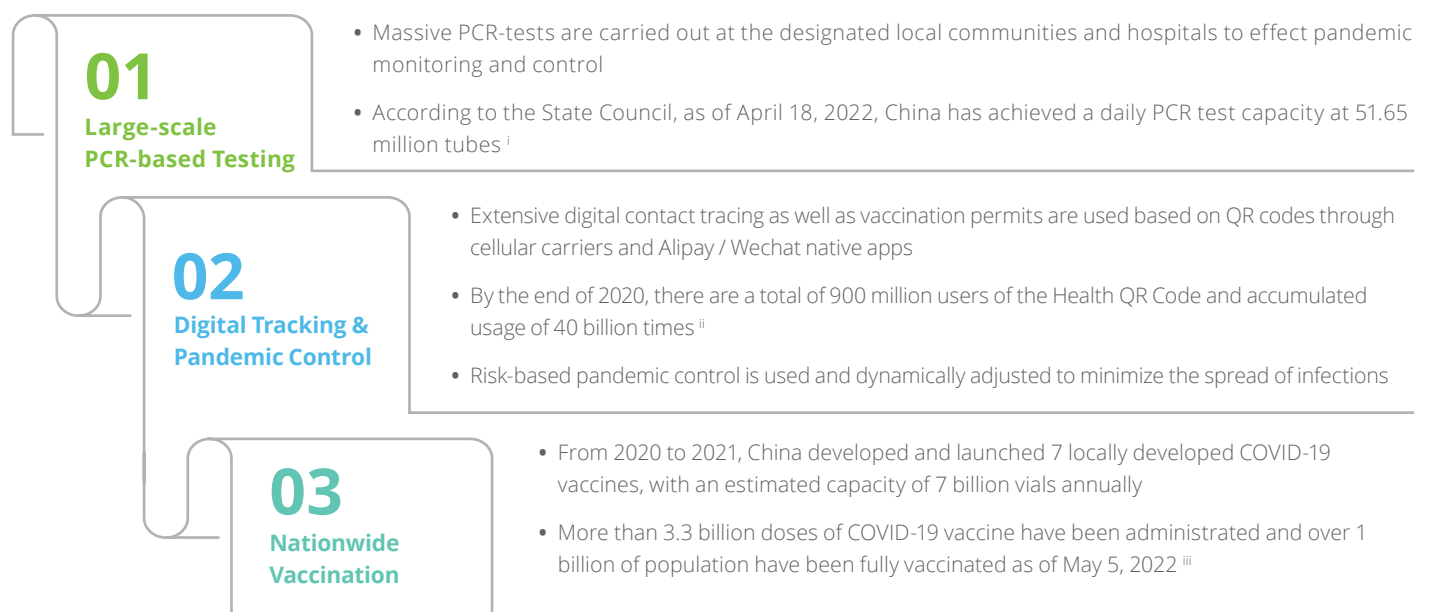 01
Large-scale
PCR-based Testing
• Massive PCR-tests are carried out at the designated local communities and hospitals to effect pandemic
monitoring and control
• According to the State Council, as of April 18, 2022, China has achieved a daily PCR test capacity at 51.65
million tubes i
02
Digital Tracking &
Pandemic Control
• Extensive digital contact tracing as well as vaccination permits are used based on QR codes through
cellular carriers and Alipay / Wechat native apps
• By the end of 2020, there are a total of 900 million users of the Health QR Code and accumulated
usage of 40 billion times ii
• Risk-based pandemic control is used and dynamically adjusted to minimize the spread of infections
03
Nationwide
Vaccination
• From 2020 to 2021, China developed and launched 7 locally developed COVID-19
vaccines, with an estimated capacity of 7 billion vials annually
• More than 3.3 billion doses of COVID-19 vaccine have been administrated and over 1
billion of population have been fully vaccinated as of May 5, 2022 iii